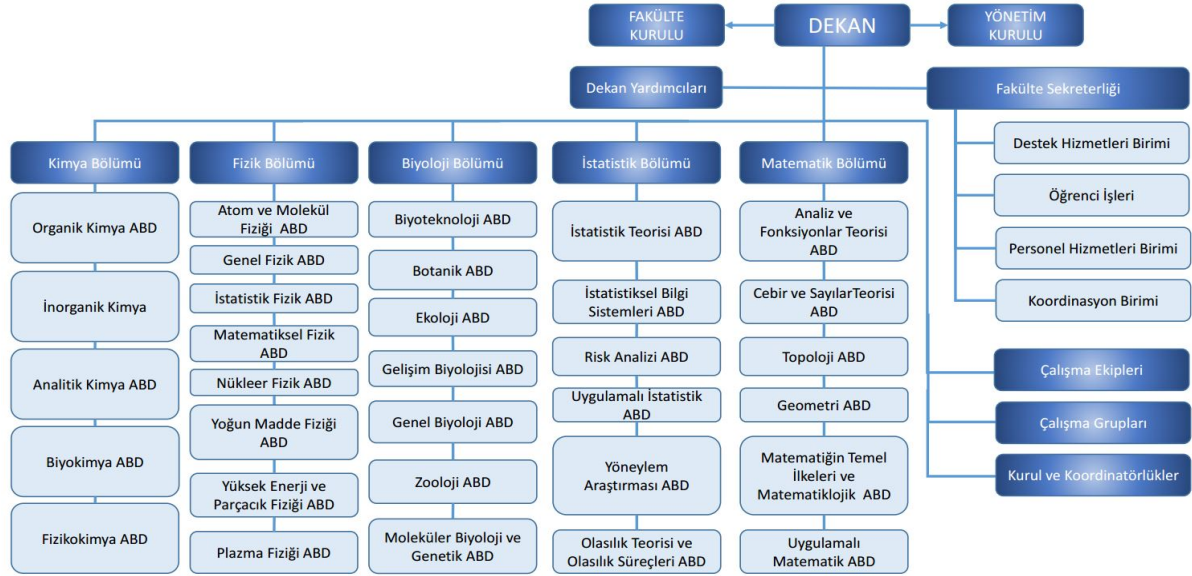 FAKÜLTE
KURULU
DEKAN
YÖNETİM
KURULU
Dekan Yardımcıları
Fakülte Sekreterliği
Destek Hizmetleri Birimi
Öğrenci İşleri
Personel Hizmetleri Birimi
Koordinasyon Birimi
Çalışma Ekipleri
Çalışma Grupları
Kurul ve Koordinatörlükler
Kimya Bölümü
Organik Kimya ABD
İnorganik Kimya
Analitik Kimya ABD
Biyokimya ABD
Fizikokimya ABD
Fizik Bölümü
Atom ve Molekül
Fiziği ABD
Genel Fizik ABD
İstatistik Fizik ABD
Matematiksel Fizik
ABD
Nükleer Fizik ABD
Yoğun Madde Fiziği
ABD
Yüksek Enerji ve
Parçacık Fiziği ABD
Plazma Fiziği ABD
Biyoloji Bölümü
Biyoteknoloji ABD
Botanik ABD
Ekoloji ABD
Gelişim Biyolojisi ABD
Genel Biyoloji ABD
Zooloji ABD
Moleküler Biyoloji ve
Genetik ABD
İstatistik Bölümü
İstatistik Teorisi ABD
İstatistiksel Bilgi
Sistemleri ABD
Risk Analizi ABD
Uygulamalı İstatistik
ABD
Yöneylem
Araştırması ABD
Olasılık Teorisi ve
Olasılık Süreçleri ABD
Matematik Bölümü
Analiz ve
Fonksiyonlar Teorisi
ABD
Cebir ve SayılarTeorisi
ABD
Topoloji ABD
Geometri ABD
Matematiğin Temel
İlkeleri ve
Matematiklojik ABD
Uygulamalı
Matematik ABD